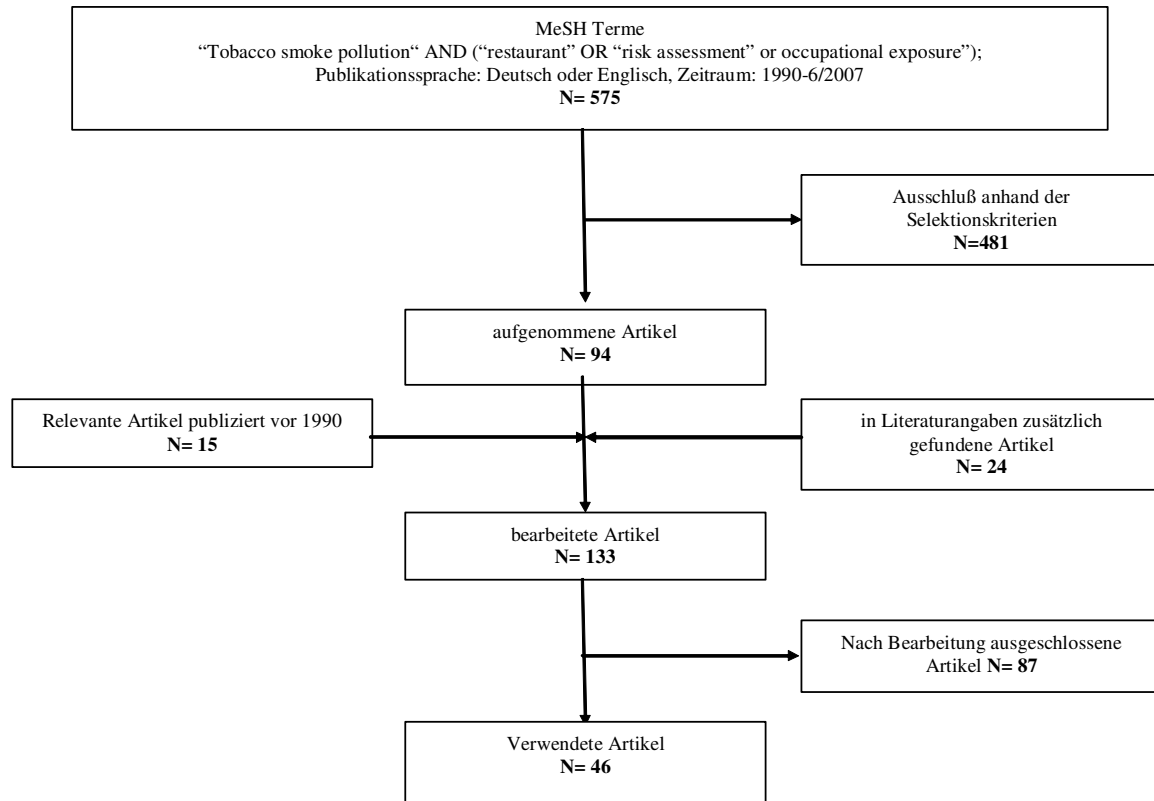 MeSH Terme
“Tobacco smoke pollution“ AND (“restaurant” OR “risk assessment” or occupational exposure”);
Publikationssprache: Deutsch oder Englisch, Zeitraum: 1990-6/2007
N= 575
Ausschluß anhand der
Selektionskriterien
N=481
aufgenommene Artikel
N= 94
Relevante Artikel publiziert vor 1990
N= 15
in Literaturangaben zusätzlich
gefundene Artikel
N= 24
bearbeitete Artikel
N= 133
Nach Bearbeitung ausgeschlossene
Artikel N= 87
Verwendete Artikel
N= 46